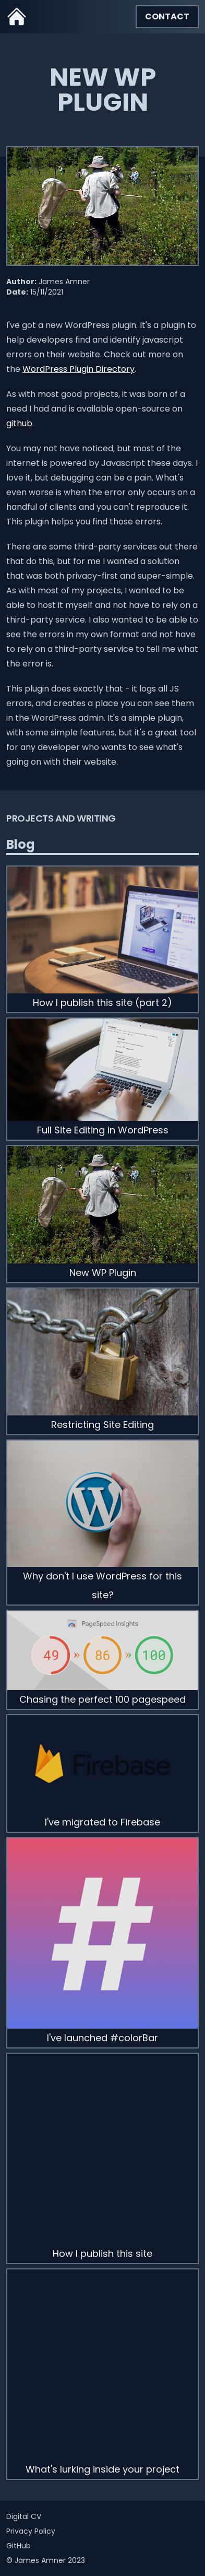 CONTACT
NEW WP
PLUGIN
Author: James Amner
Date: 15/11/2021
I've got a new WordPress plugin. It's a plugin to
help developers find and identify javascript
errors on their website. Check out more on
the WordPress Plugin Directory.
As with most good projects, it was born of a
need I had and is available open-source on
github.
You may not have noticed, but most of the
internet is powered by Javascript these days. I
love it, but debugging can be a pain. What's
even worse is when the error only occurs on a
handful of clients and you can't reproduce it.
This plugin helps you find those errors.
There are some third-party services out there
that do this, but for me I wanted a solution
that was both privacy-first and super-simple.
As with most of my projects, I wanted to be
able to host it myself and not have to rely on a
third-party service. I also wanted to be able to
see the errors in my own format and not have
to rely on a third-party service to tell me what
the error is.
This plugin does exactly that - it logs all JS
errors, and creates a place you can see them
in the WordPress admin. It's a simple plugin,
with some simple features, but it's a great tool
for any developer who wants to see what's
going on with their website.
PROJECTS AND WRITING
Blog
How I publish this site (part 2)
Full Site Editing in WordPress
New WP Plugin
Restricting Site Editing
Why don't I use WordPress for this
site?
PageSpeed Insights
49 » 86 » 100
Chasing the perfect 100 pagespeed
Firebase
I've migrated to Firebase
#
I've launched #colorBar
How I publish this site
What's lurking inside your project
Digital CV
Privacy Policy
GitHub
© James Amner 2023